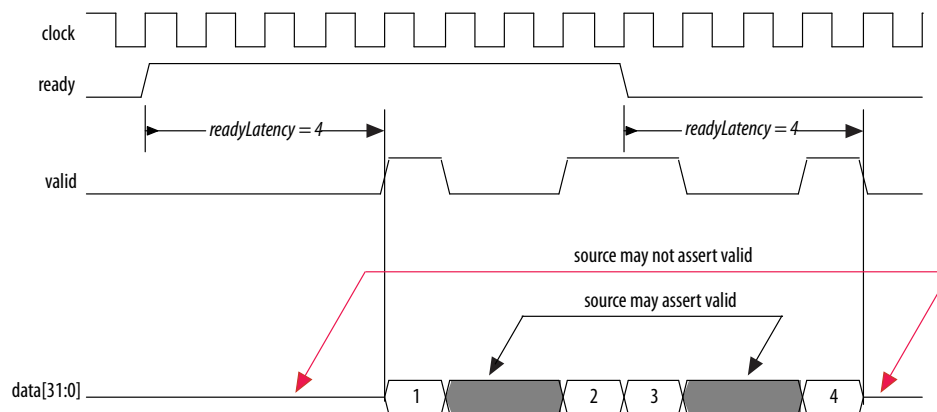 clock
ready
readyLatency = 4 readyLatency = 4
valid
source may not assert valid
source may assert valid
data[31:0] 1 2 3 4